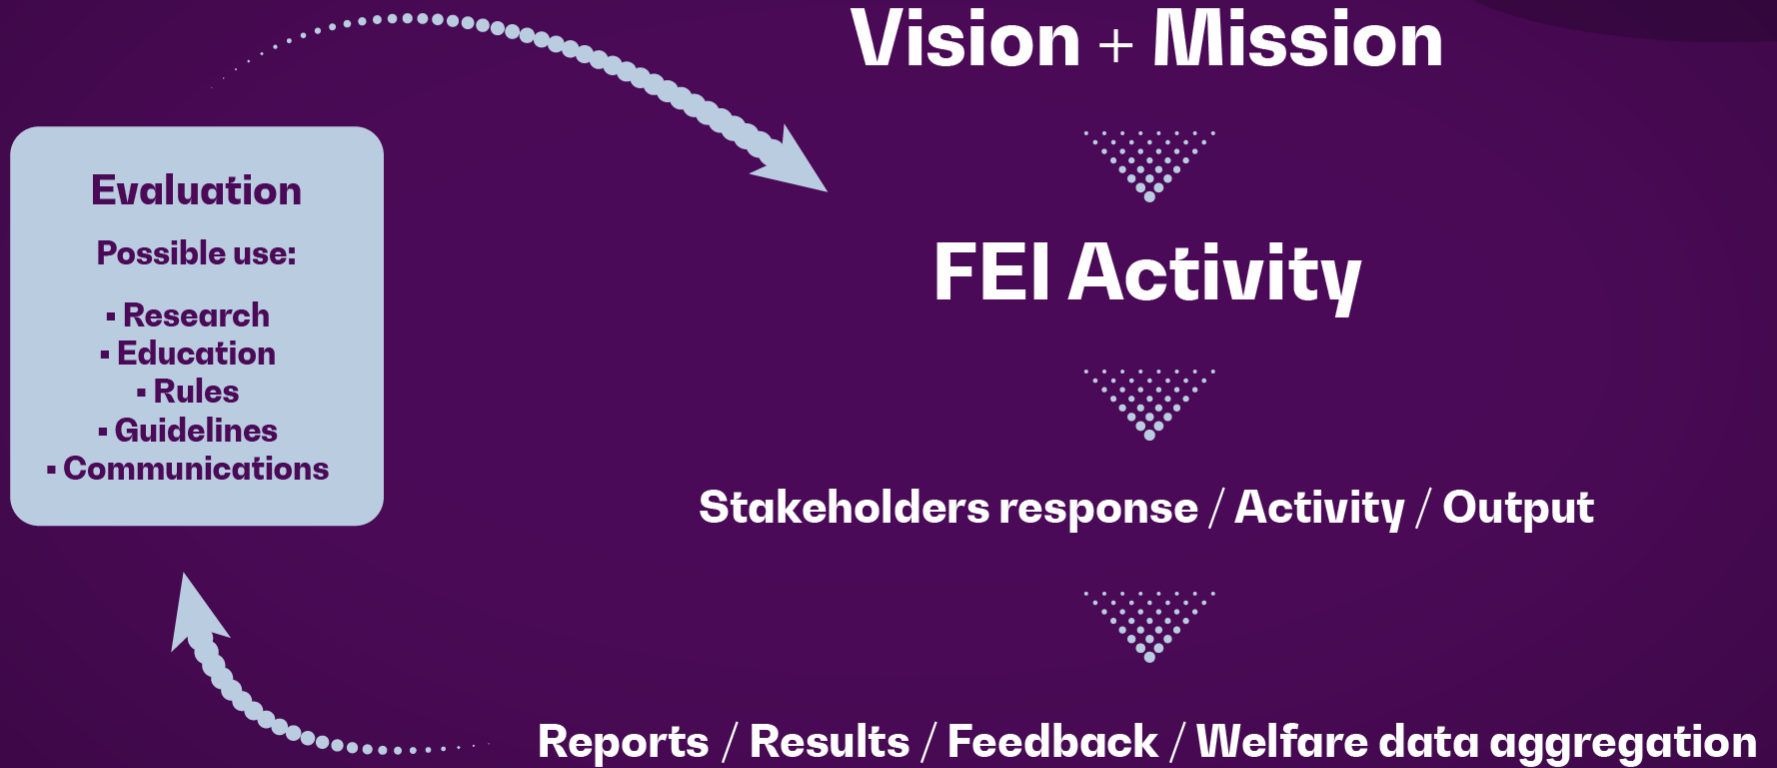 Vision + Mission
Evaluation
Possible use:
▪ Research
▪ Education
▪ Rules
▪ Guidelines
▪ Communications
FEI Activity
Stakeholders response / Activity / Output
Reports / Results / Feedback / Welfare data aggregation